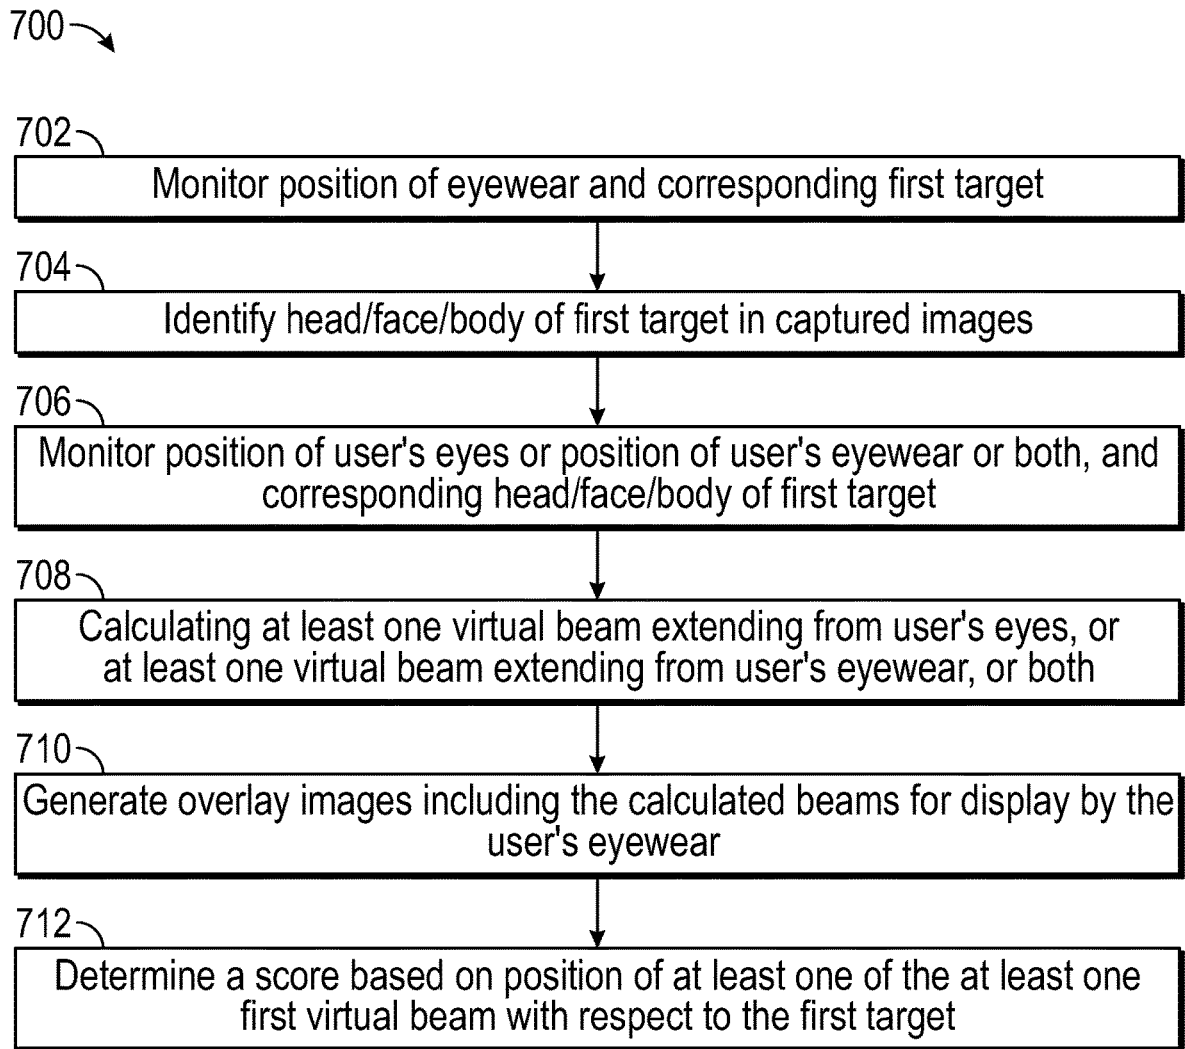 700
702
Monitor position of eyewear and corresponding first target
704
Identify head/face/body of first target in captured images
706
Monitor position of user's eyes or position of user's eyewear or both, and
corresponding head/face/body of first target
708
Calculating at least one virtual beam extending from user's eyes, or
at least one virtual beam extending from user's eyewear, or both
710
Generate overlay images including the calculated beams for display by the
user's eyewear
712
Determine a score based on position of at least one of the at least one
first virtual beam with respect to the first target